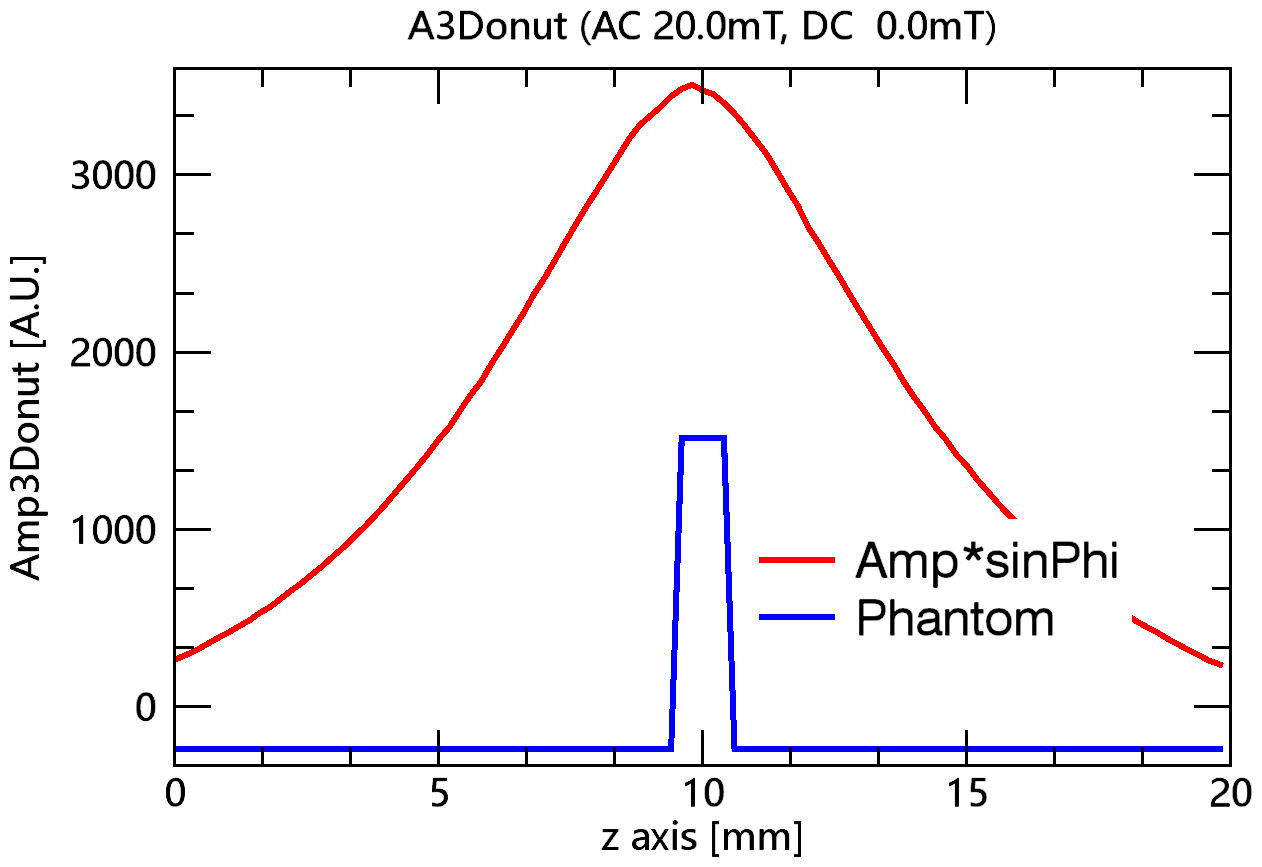 A3Donut (AC 20.0mT, DC  0.0mT)
Amp3Donut [A.U.]
3000
2000
1000
0
Amp*sinPhi
Phantom
0 5 10 15 20
z axis [mm]